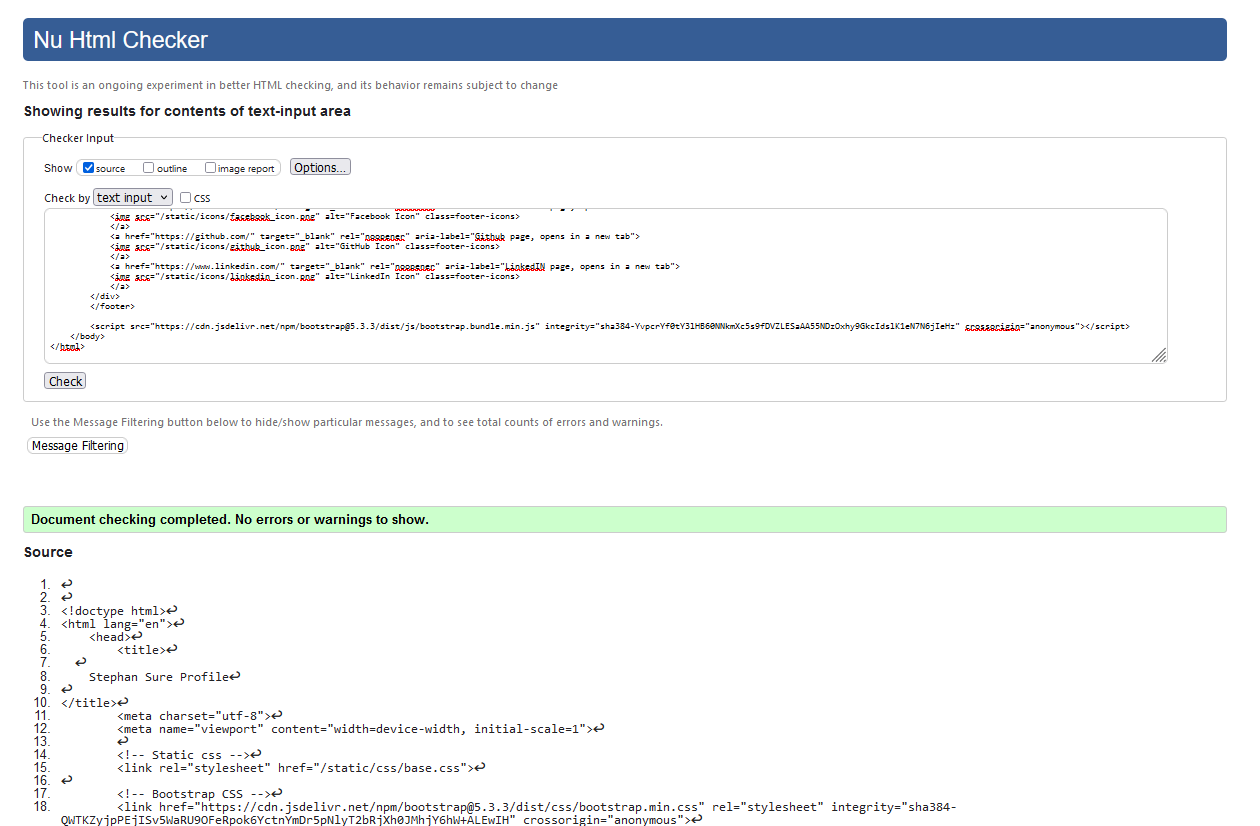 Nu Html Checker
This tool is an ongoing experiment in better HTML checking, and its behavior remains subject to change
Showing results for contents of text-input area
Checker Input
Show source outline image report Options...
Check by text input CSS
<img src="/static/icons/facebook_icon.png" alt="Facebook Icon" class=footer-icons>
</a>
<a href="https://github.com/" target="_blank" rel="noopener" aria-label="Github page, opens in a new tab">
<img src="/static/icons/github_icon.png" alt="GitHub Icon" class=footer-icons>
</a>
<a href="https://www.linkedin.com/" target="_blank" rel="noopener" aria-label="LinkedIN page, opens in a new tab">
<img src="/static/icons/linkedin_icon.png" alt="LinkedIn Icon" class=footer-icons>
</a>
</div>
</footer>
<script src="https://cdn.jsdelivr.net/npm/bootstrap@5.3.3/dist/js/bootstrap.bundle.min.js" integrity="sha384-YvpcrYf0tY3lHB60NNkmXc5s9fDVZLESaAA55NDzOxhy9GkcIdslK1eN7N6jIeHz" crossorigin="anonymous"></script>
</body>
</html>
Check
Use the Message Filtering button below to hide/show particular messages, and to see total counts of errors and warnings.
Message Filtering
Document checking completed. No errors or warnings to show.
Source
1. ↩
2. ↩
3. <!doctype html>↩
4. <html lang="en">↩
5. <head>↩
6. <title>↩
7. ↩
8. Stephan Sure Profile↩
9. ↩
10. </title>↩
11. <meta charset="utf-8">↩
12. <meta name="viewport" content="width=device-width, initial-scale=1">↩
13. ↩
14. <!-- Static css -->↩
15. <link rel="stylesheet" href="/static/css/base.css">↩
16. ↩
17. <!-- Bootstrap CSS -->↩
18. <link href="https://cdn.jsdelivr.net/npm/bootstrap@5.3.3/dist/css/bootstrap.min.css" rel="stylesheet" integrity="sha384-
QWTKZyjpPEjISv5WaRU9OFeRpok6YctnYmDr5pNlyT2bRjXh0JMhjY6hW+ALEwIH" crossorigin="anonymous">↩